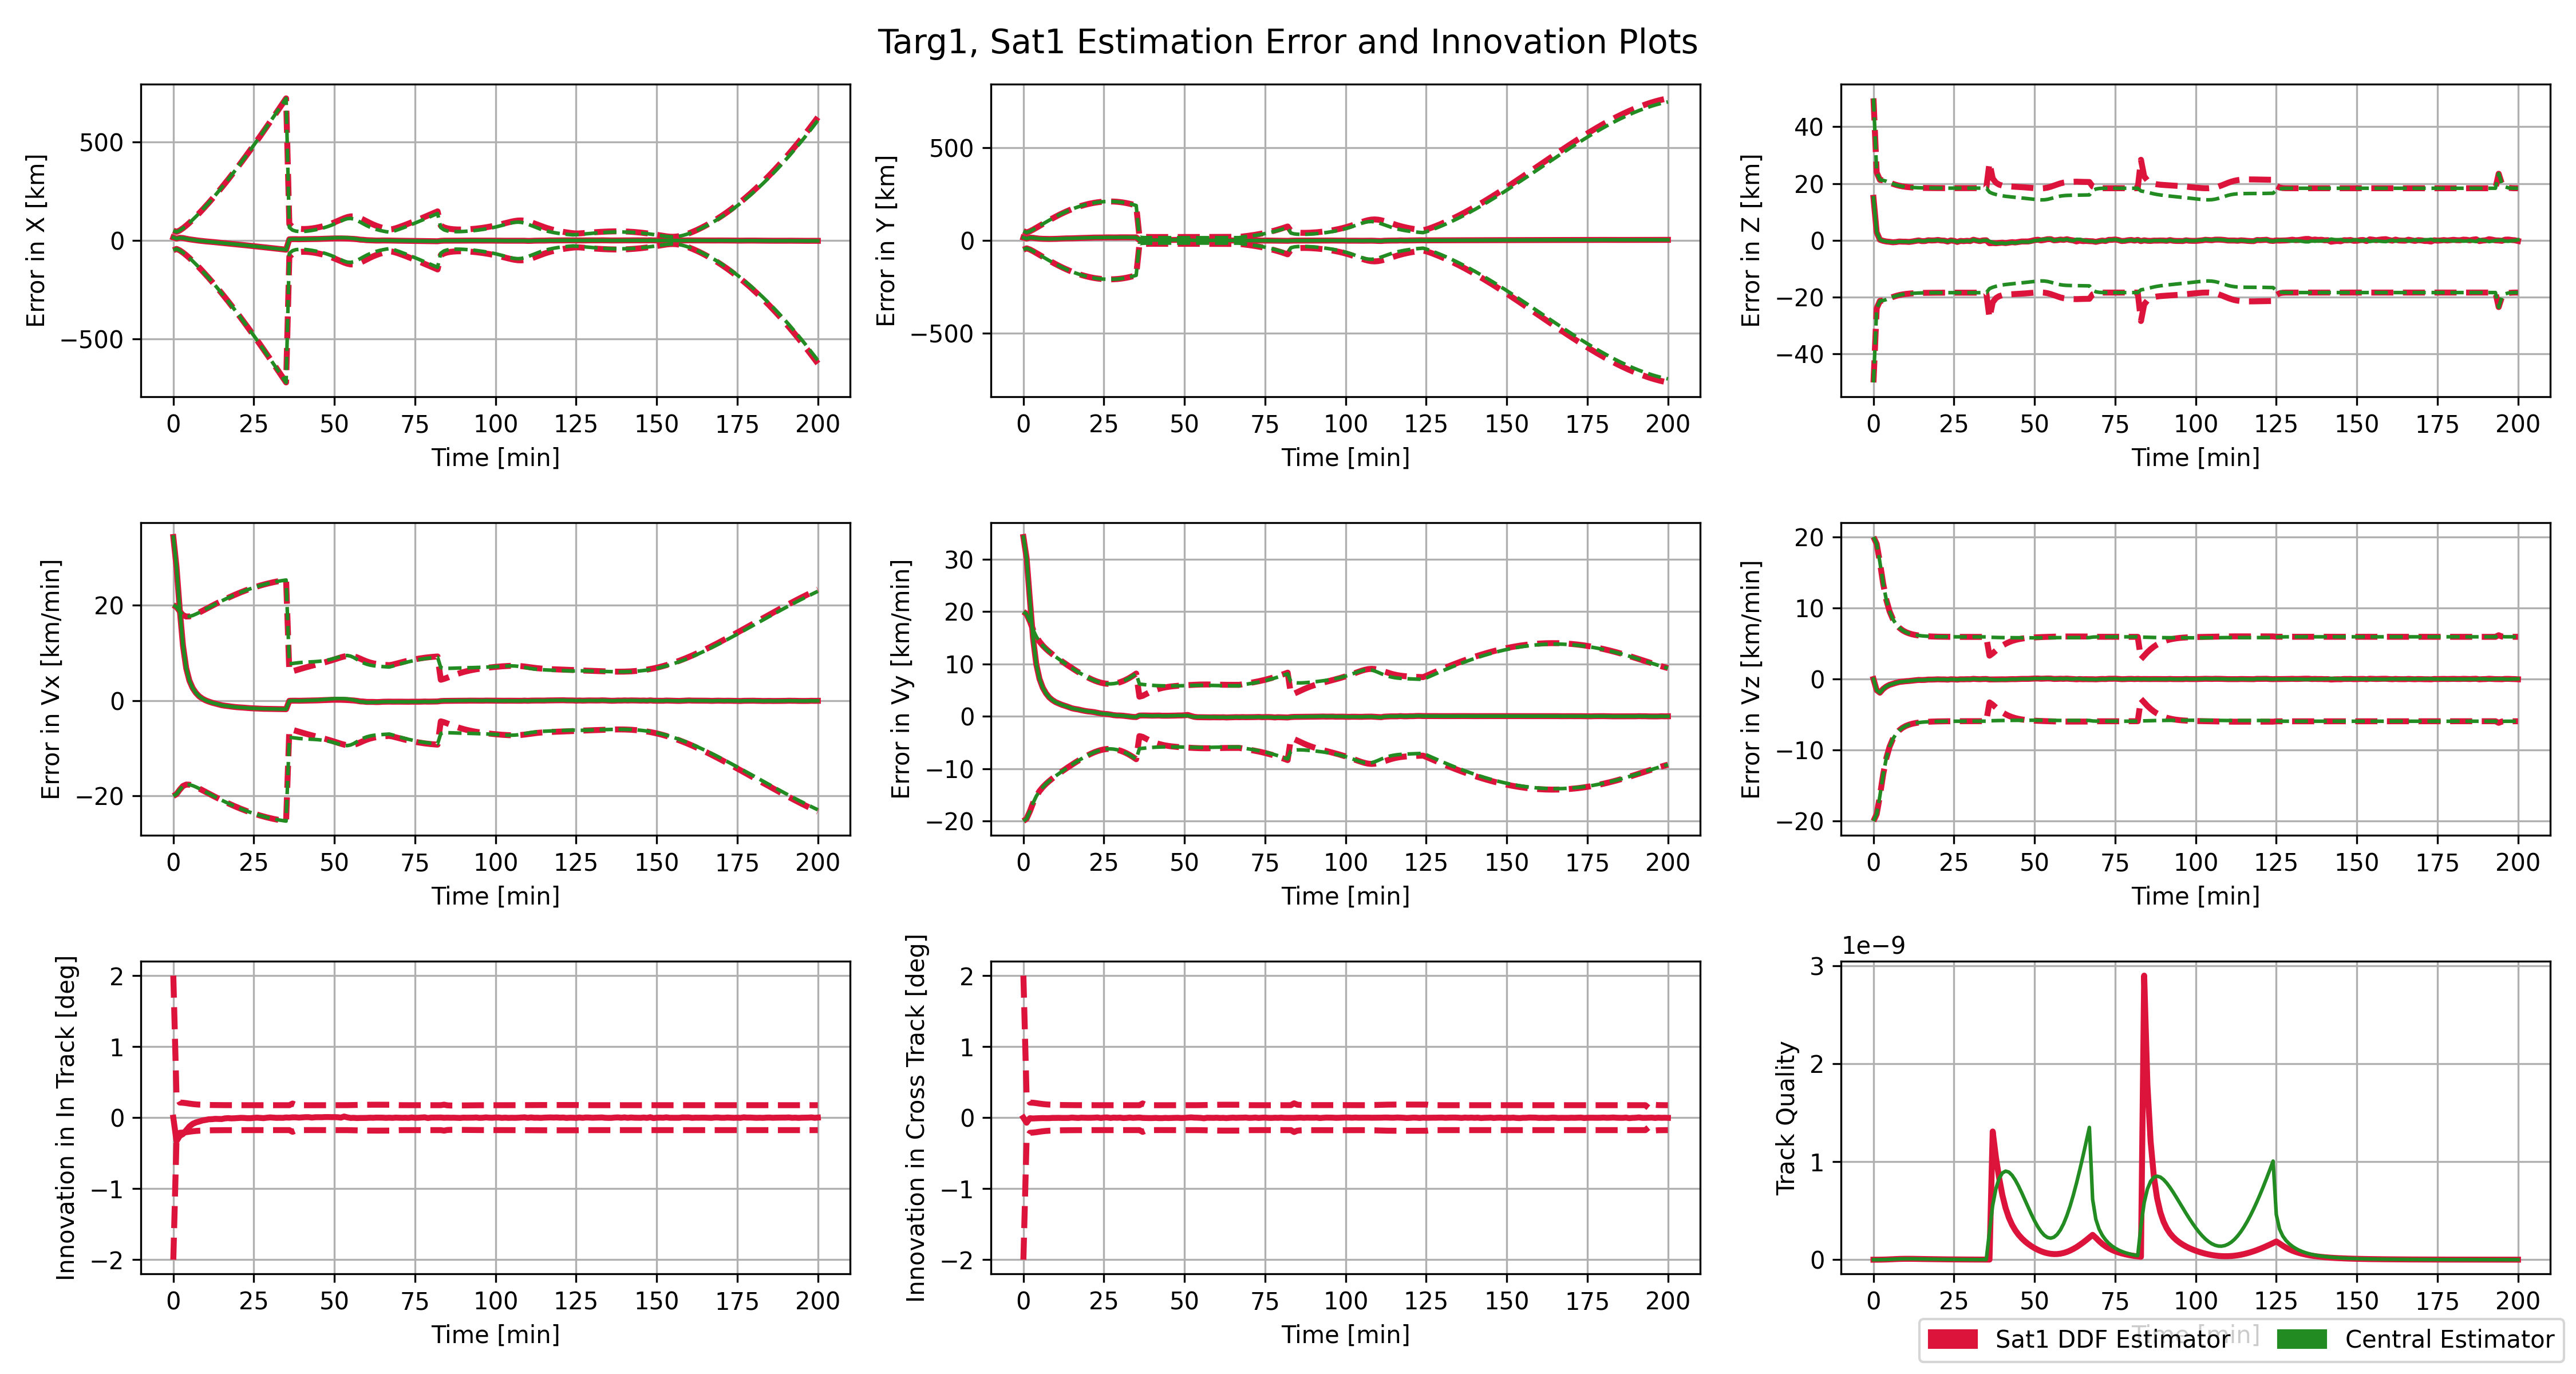 Targ1, Sat1 Estimation Error and Innovation Plots
Error in X [km]
500
0
−500
0 25 50 75 100 125 150 175 200
Time [min]
Error in Y [km]
500
0
−500
0 25 50 75 100 125 150 175 200
Time [min]
Error in Z [km]
40
20
0
−20
−40
0 25 50 75 100 125 150 175 200
Time [min]
Error in Vx [km/min]
20
0
−20
0 25 50 75 100 125 150 175 200
Time [min]
Error in Vy [km/min]
30
20
10
0
−10
−20
0 25 50 75 100 125 150 175 200
Time [min]
Error in Vz [km/min]
20
10
0
−10
−20
0 25 50 75 100 125 150 175 200
Time [min]
Innovation in In Track [deg]
2
1
0
−1
−2
0 25 50 75 100 125 150 175 200
Time [min]
Innovation in Cross Track [deg]
2
1
0
−1
−2
0 25 50 75 100 125 150 175 200
Time [min]
1e−9
Track Quality
3
2
1
0
0 25 50 75 100 125 150 175 200
Time [min]
Sat1 DDF Estimator Central Estimator